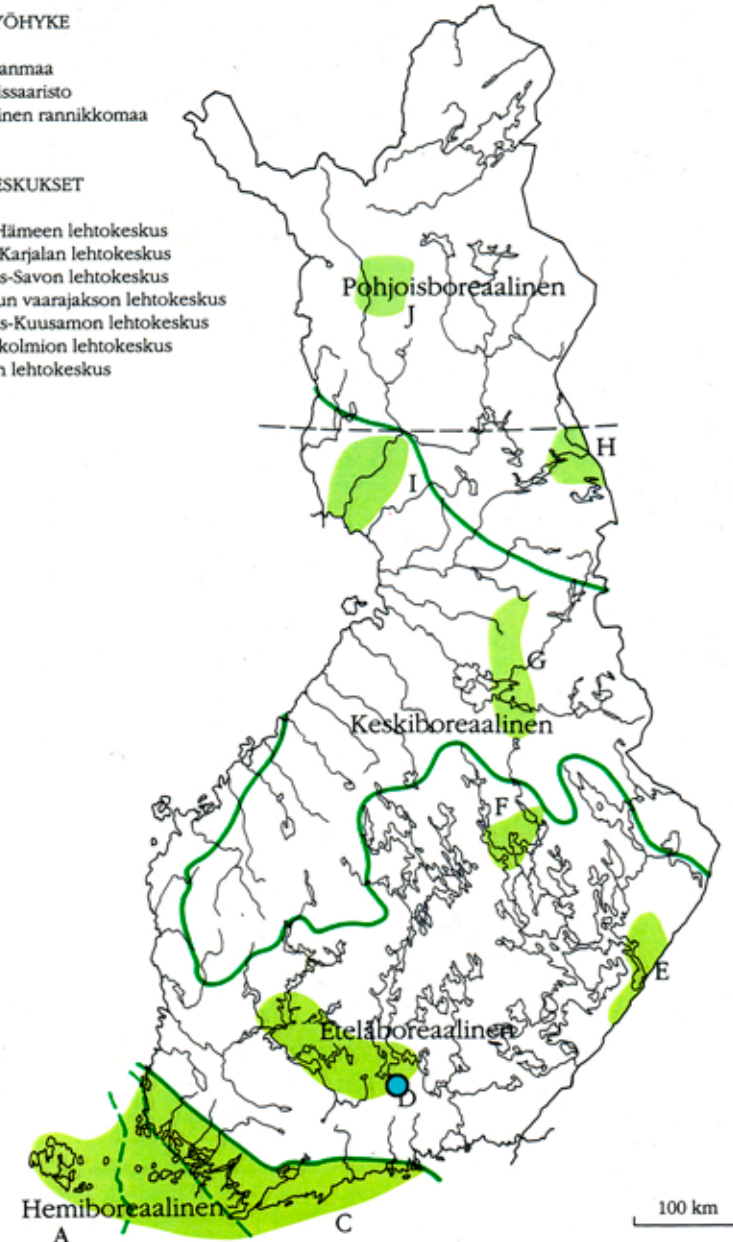 YÖHYKE
anmaa
issaaristo
inen rannikkomaa
ESKUKSET
Hämeen lehtokeskus
Karjalan lehtokeskus
s-Savon lehtokeskus
un vaarajakson lehtokeskus
s-Kuusamon lehtokeskus
kolmion lehtokeskus
n lehtokeskus
Pohjoisboreaalinen
J
H
I
G
Keskiboreaalinen
F
E
Eteläboreaalinen
D
Hemiboreaalinen
A
C
100 km